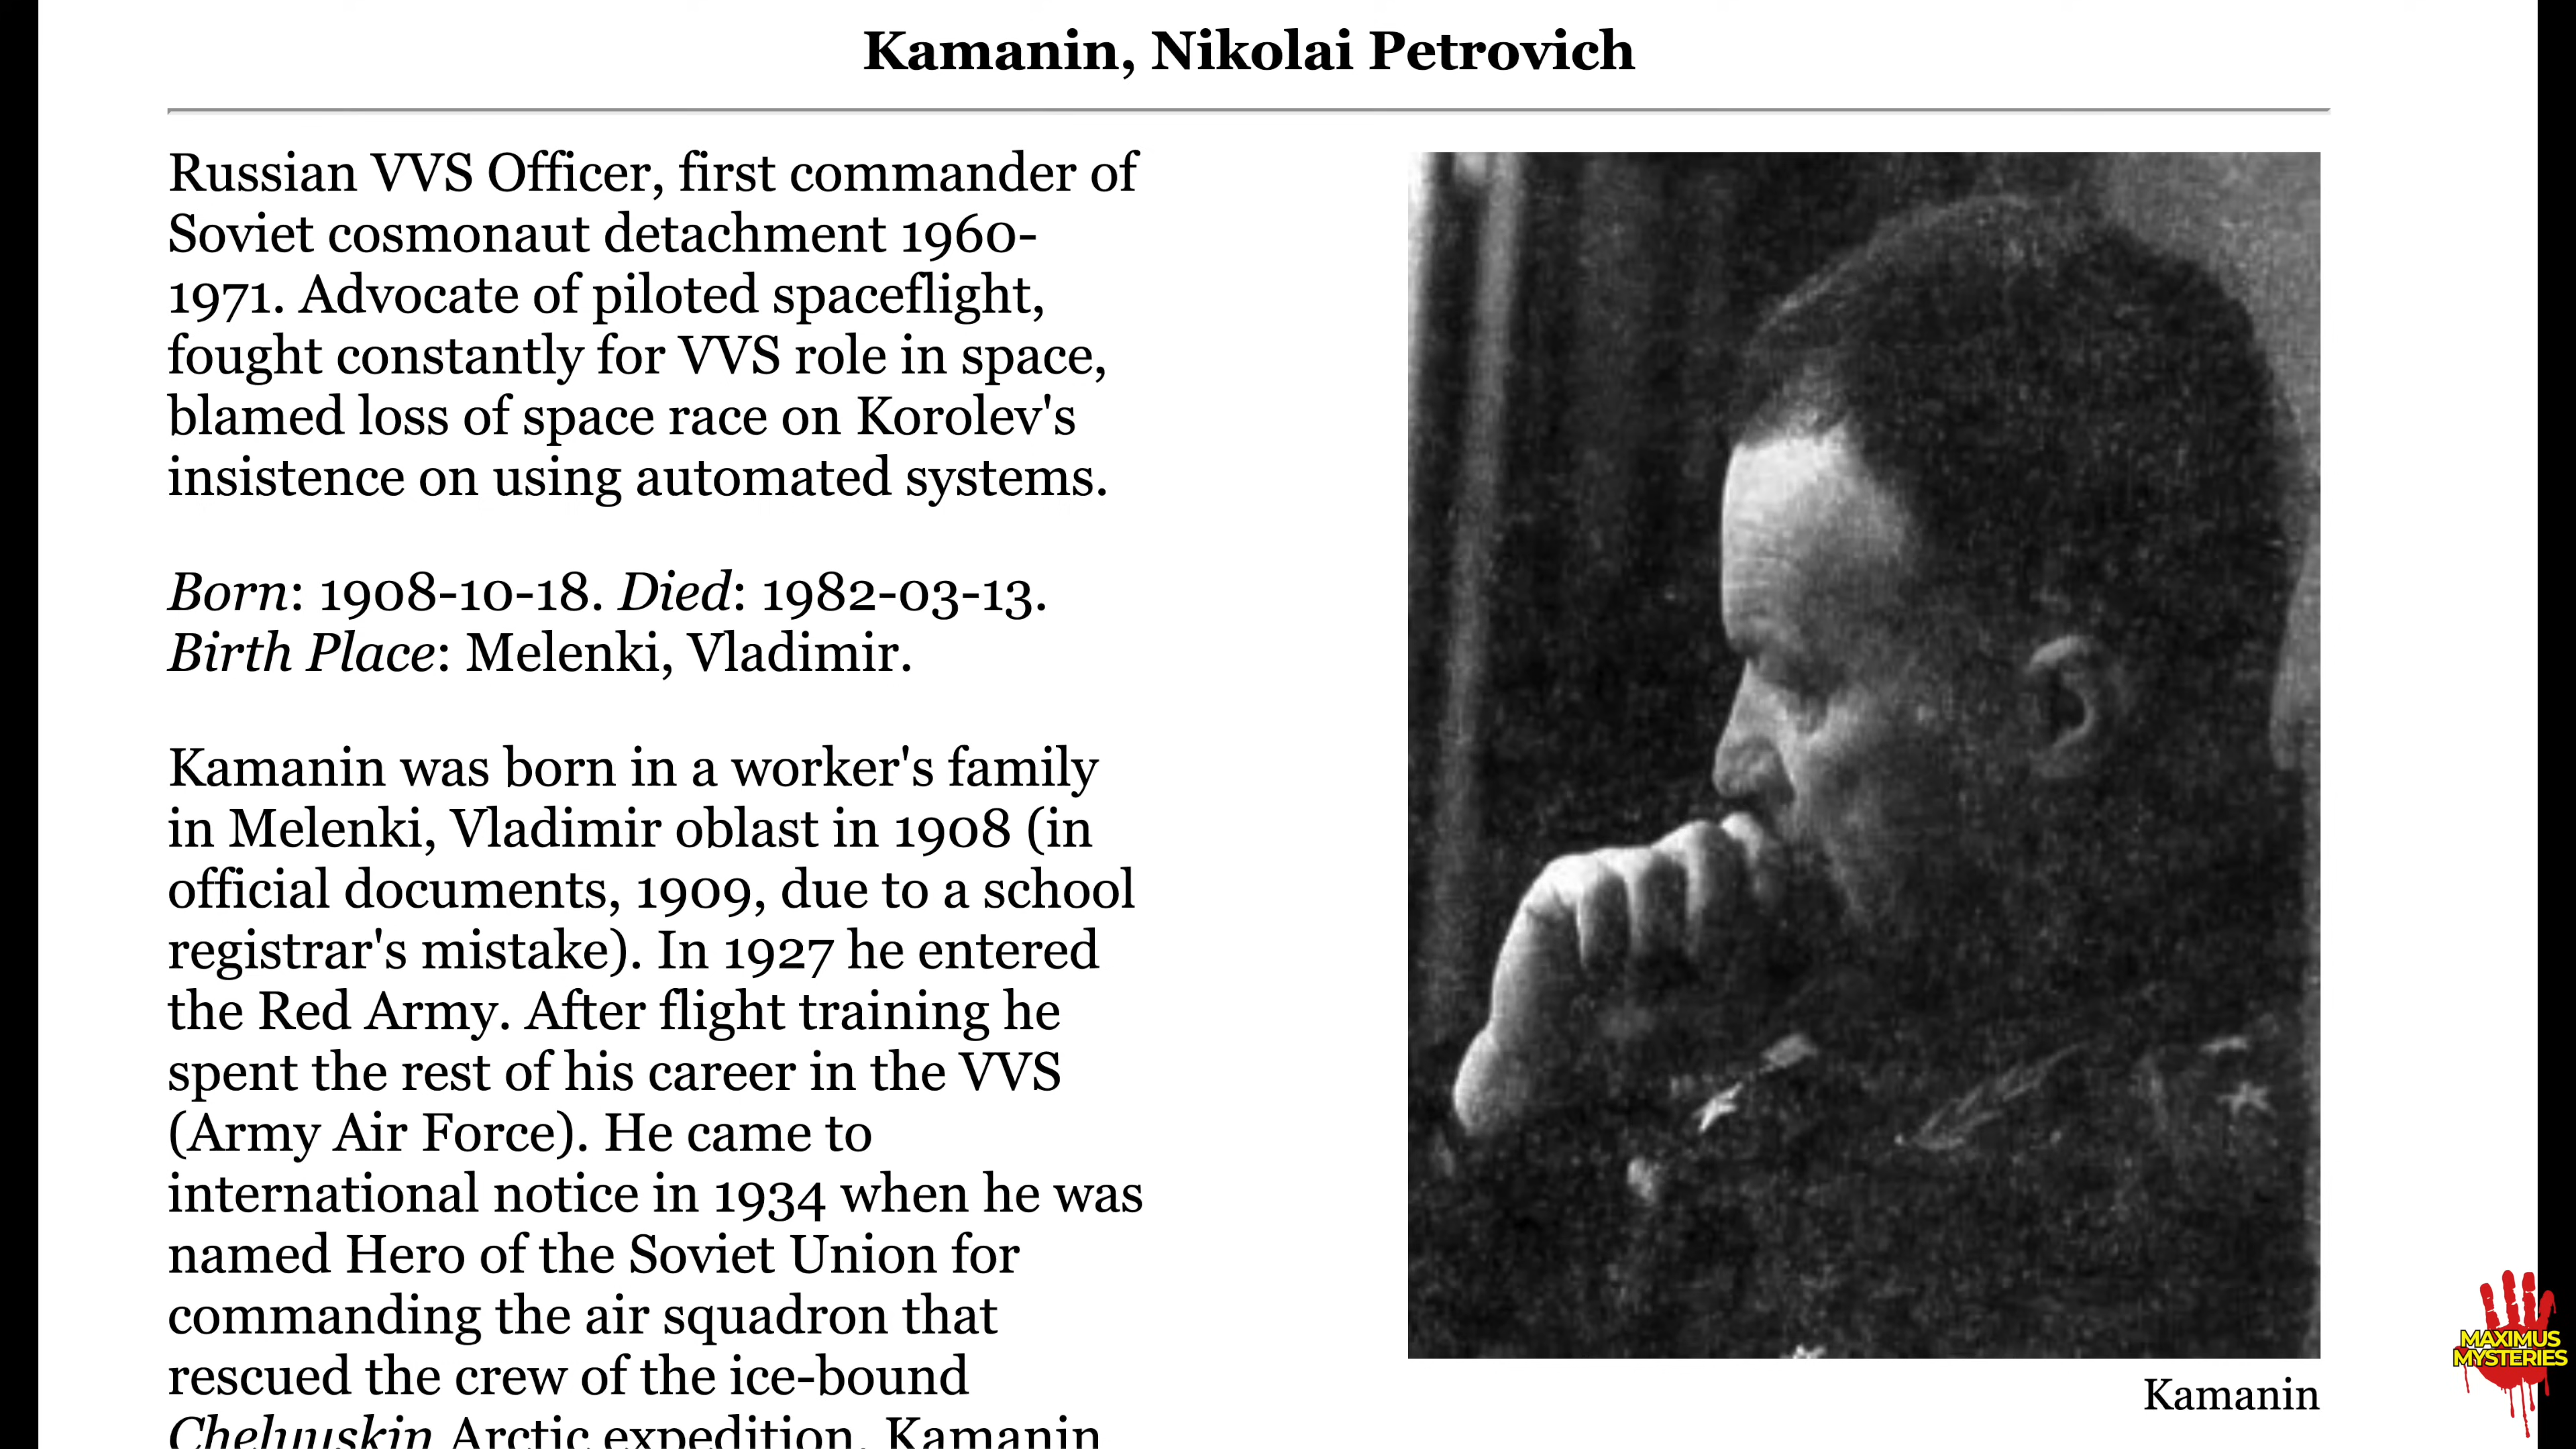 Kamanin, Nikolai Petrovich
Russian VVS Officer, first commander of
Soviet cosmonaut detachment 1960-
1971. Advocate of piloted spaceflight,
fought constantly for VVS role in space,
blamed loss of space race on Korolev's
insistence on using automated systems.
Born: 1908-10-18. Died: 1982-03-13.
Birth Place: Melenki, Vladimir.
Kamanin was born in a worker's family
in Melenki, Vladimir oblast in 1908 (in
official documents, 1909, due to a school
registrar's mistake). In 1927 he entered
the Red Army. After flight training he
spent the rest of his career in the VVS
(Army Air Force). He came to
international notice in 1934 when he was
named Hero of the Soviet Union for
commanding the air squadron that
rescued the crew of the ice-bound
Chelyuskin Arctic expedition. Kamanin
Kamanin
MAXIMUS
MYSTERIES